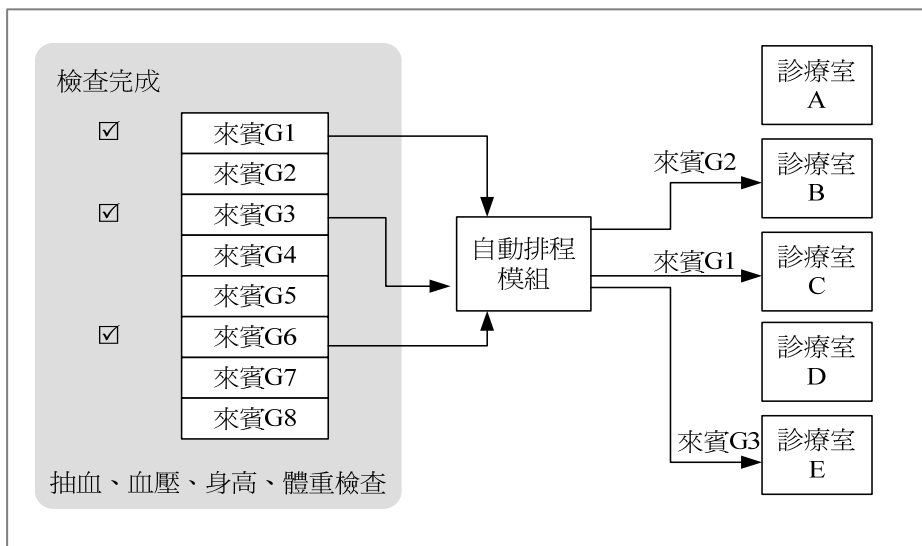 檢查完成
☑
來賓G1
來賓G2
☑
來賓G3
來賓G4
來賓G5
☑
來賓G6
來賓G7
來賓G8
抽血、血壓、身高、體重檢查
自動排程
模組
來賓G2
來賓G1
來賓G3
診療室
A
診療室
B
診療室
C
診療室
D
診療室
E